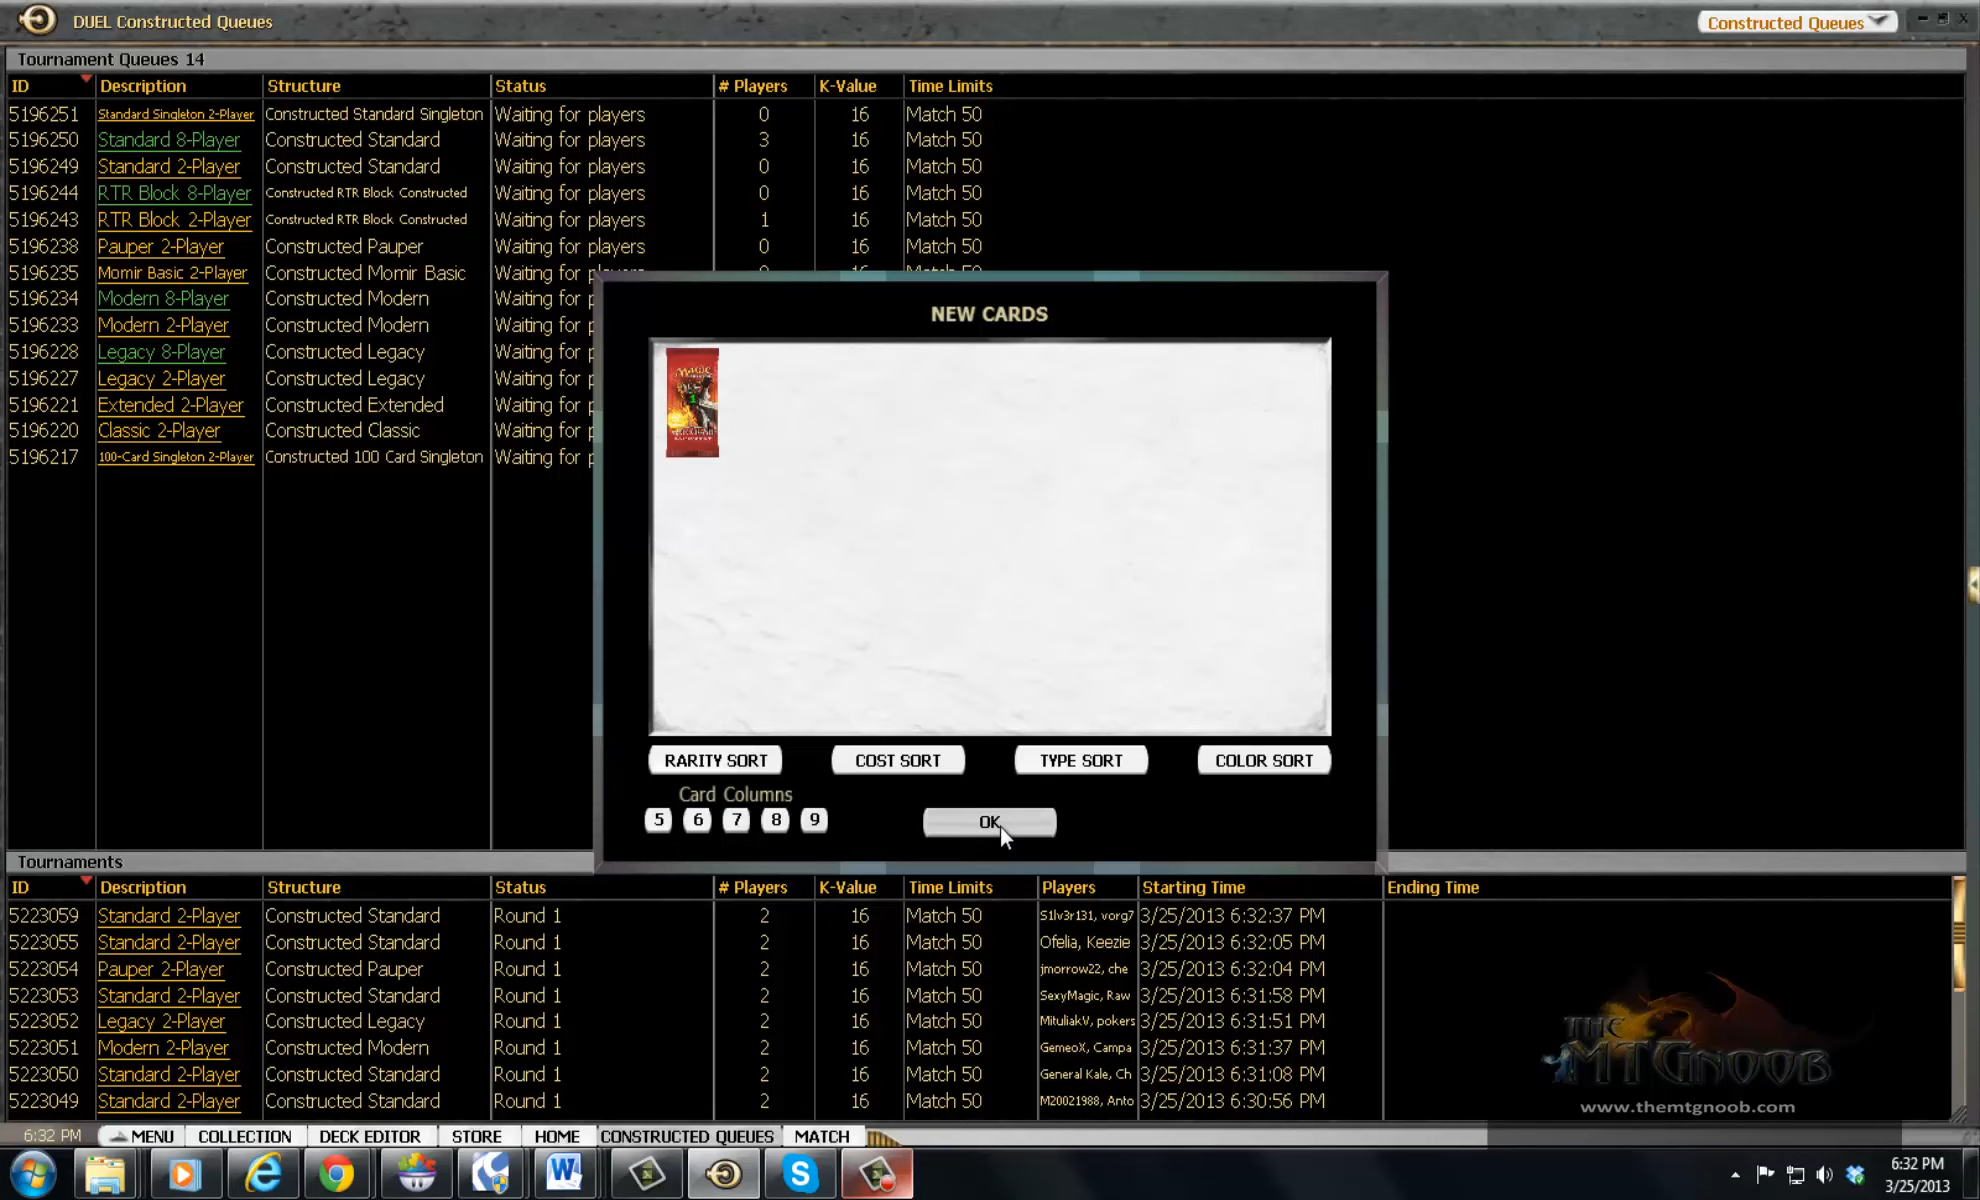 DUEL Constructed Queues
Constructed Queues
Tournament Queues 14
ID Description Structure Status # Players K-Value Time Limits
5196251 Standard Singleton 2-Player Constructed Standard Singleton Waiting for players 0 16 Match 50
5196250 Standard 8-Player Constructed Standard Waiting for players 3 16 Match 50
5196249 Standard 2-Player Constructed Standard Waiting for players 0 16 Match 50
5196244 RTR Block 8-Player Constructed RTR Block Constructed Waiting for players 0 16 Match 50
5196243 RTR Block 2-Player Constructed RTR Block Constructed Waiting for players 1 16 Match 50
5196238 Pauper 2-Player Constructed Pauper Waiting for players 0 16 Match 50
5196235 Momir Basic 2-Player Constructed Momir Basic Waiting for
5196234 Modern 8-Player Constructed Modern Waiting for
5196233 Modern 2-Player Constructed Modern Waiting for
5196228 Legacy 8-Player Constructed Legacy Waiting for
5196227 Legacy 2-Player Constructed Legacy Waiting for
5196221 Extended 2-Player Constructed Extended Waiting for
5196220 Classic 2-Player Constructed Classic Waiting for
5196217 100-Card Singleton 2-Player Constructed 100 Card Singleton Waiting for
NEW CARDS
Magic
1
RARITY SORT COST SORT TYPE SORT COLOR SORT
Card Columns
5 6 7 8 9 OK
Tournaments
ID Description Structure Status # Players K-Value Time Limits Players Starting Time Ending Time
5223059 Standard 2-Player Constructed Standard Round 1 2 16 Match 50 S1lv3r131, vorg7 3/25/2013 6:32:37 PM
5223055 Standard 2-Player Constructed Standard Round 1 2 16 Match 50 Ofelia, Keezie 3/25/2013 6:32:05 PM
5223054 Pauper 2-Player Constructed Pauper Round 1 2 16 Match 50 jmorrow22, che 3/25/2013 6:32:04 PM
5223053 Standard 2-Player Constructed Standard Round 1 2 16 Match 50 SexyMagic, Raw 3/25/2013 6:31:58 PM
5223052 Legacy 2-Player Constructed Legacy Round 1 2 16 Match 50 MituliakV, pokers 3/25/2013 6:31:51 PM
5223051 Modern 2-Player Constructed Modern Round 1 2 16 Match 50 GemeoX, Campa 3/25/2013 6:31:37 PM
5223050 Standard 2-Player Constructed Standard Round 1 2 16 Match 50 General Kale, Ch 3/25/2013 6:31:08 PM
5223049 Standard 2-Player Constructed Standard Round 1 2 16 Match 50 M20021988, Anto 3/25/2013 6:30:56 PM
THE
MTGNOOB
www.themtgnoob.com
6:32 PM MENU COLLECTION DECK EDITOR STORE HOME CONSTRUCTED QUEUES MATCH
6:32 PM
3/25/2013